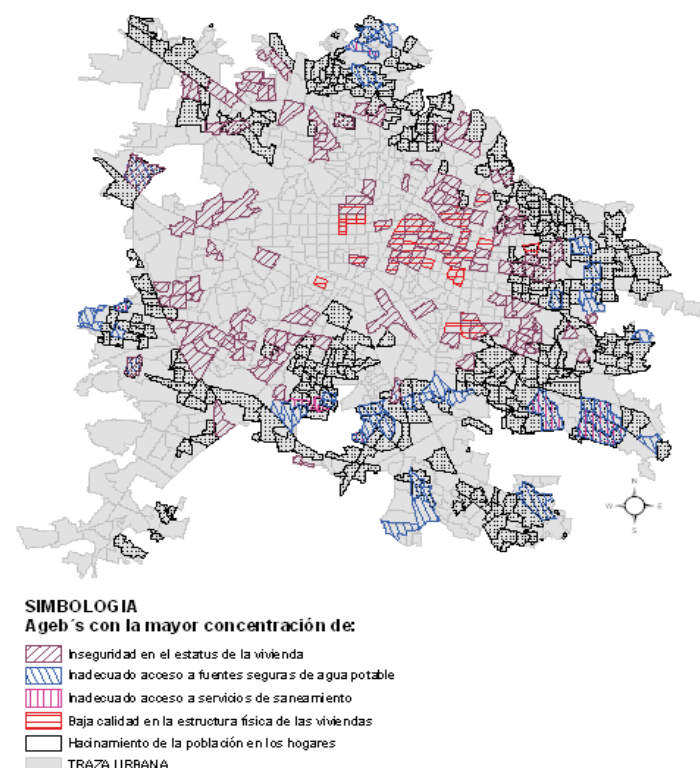 N
W E
S
SIMBOLOGIA
Ageb´s con la mayor concentración de:
Inseguridad en el estatus de la vivienda
Inadecuado acceso a fuentes seguras de agua potable
Inadecuado acceso a servicios de saneamiento
Baja calidad en la estructura física de las viviendas
Hacinamiento de la población en los hogares
TRAZA URBANA